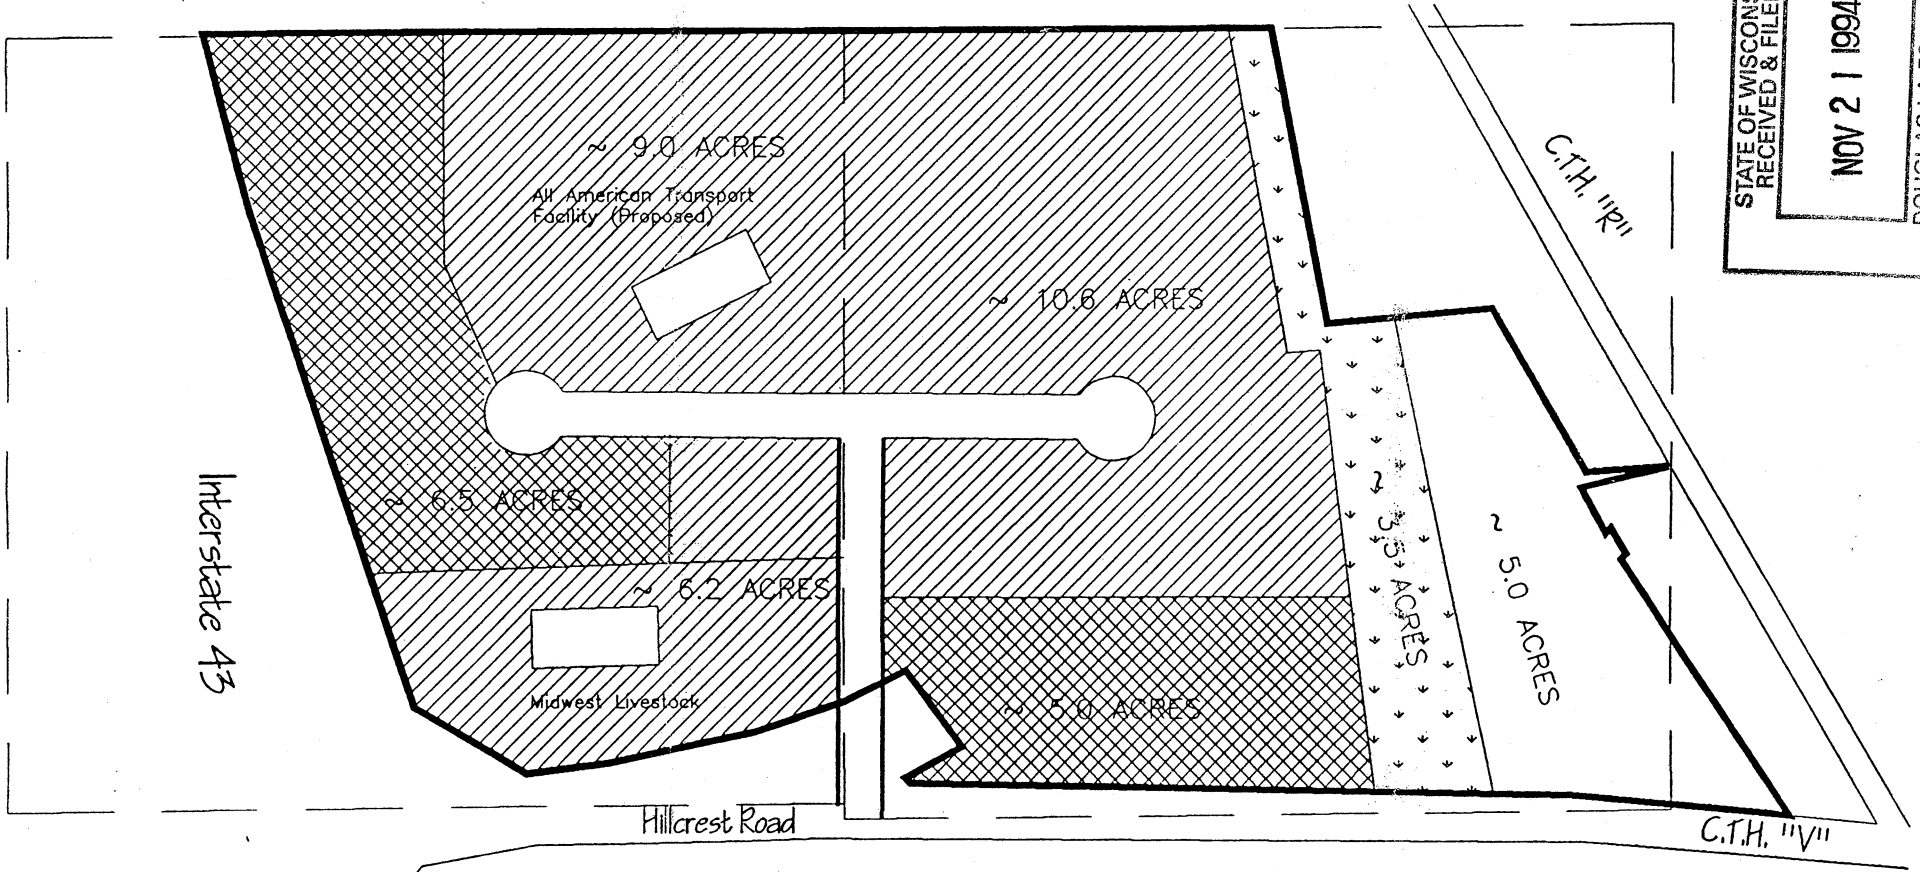 STATE OF WISCONS
RECEIVED & FILE
NOV 21 1994
C.T.H. "R"
~ 9.0 ACRES
All American Transport
Facility (Proposed)
~ 10.6 ACRES
~ 6.5 ACRES
~ 3.5 ACRES
~ 5.0 ACRES
Interstate 43
~ 6.2 ACRES
Midwest Livestock
~ 5.0 ACRES
Hillcrest Road
C.T.H. "V"